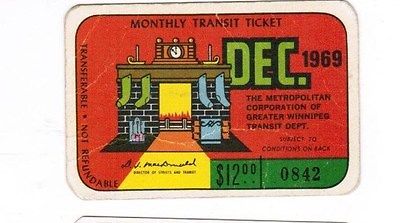 MONTHLY TRANSIT TICKET
TRANSFERABLE • NOT REFUNDABLE
DEC. 1969
THE METROPOLITAN
CORPORATION OF
GREATER WINNIPEG
TRANSIT DEPT.
SUBJECT TO
CONDITIONS ON BACK
D. I. MacDonald
DIRECTOR OF STREETS AND TRANSIT
$12.00 0842